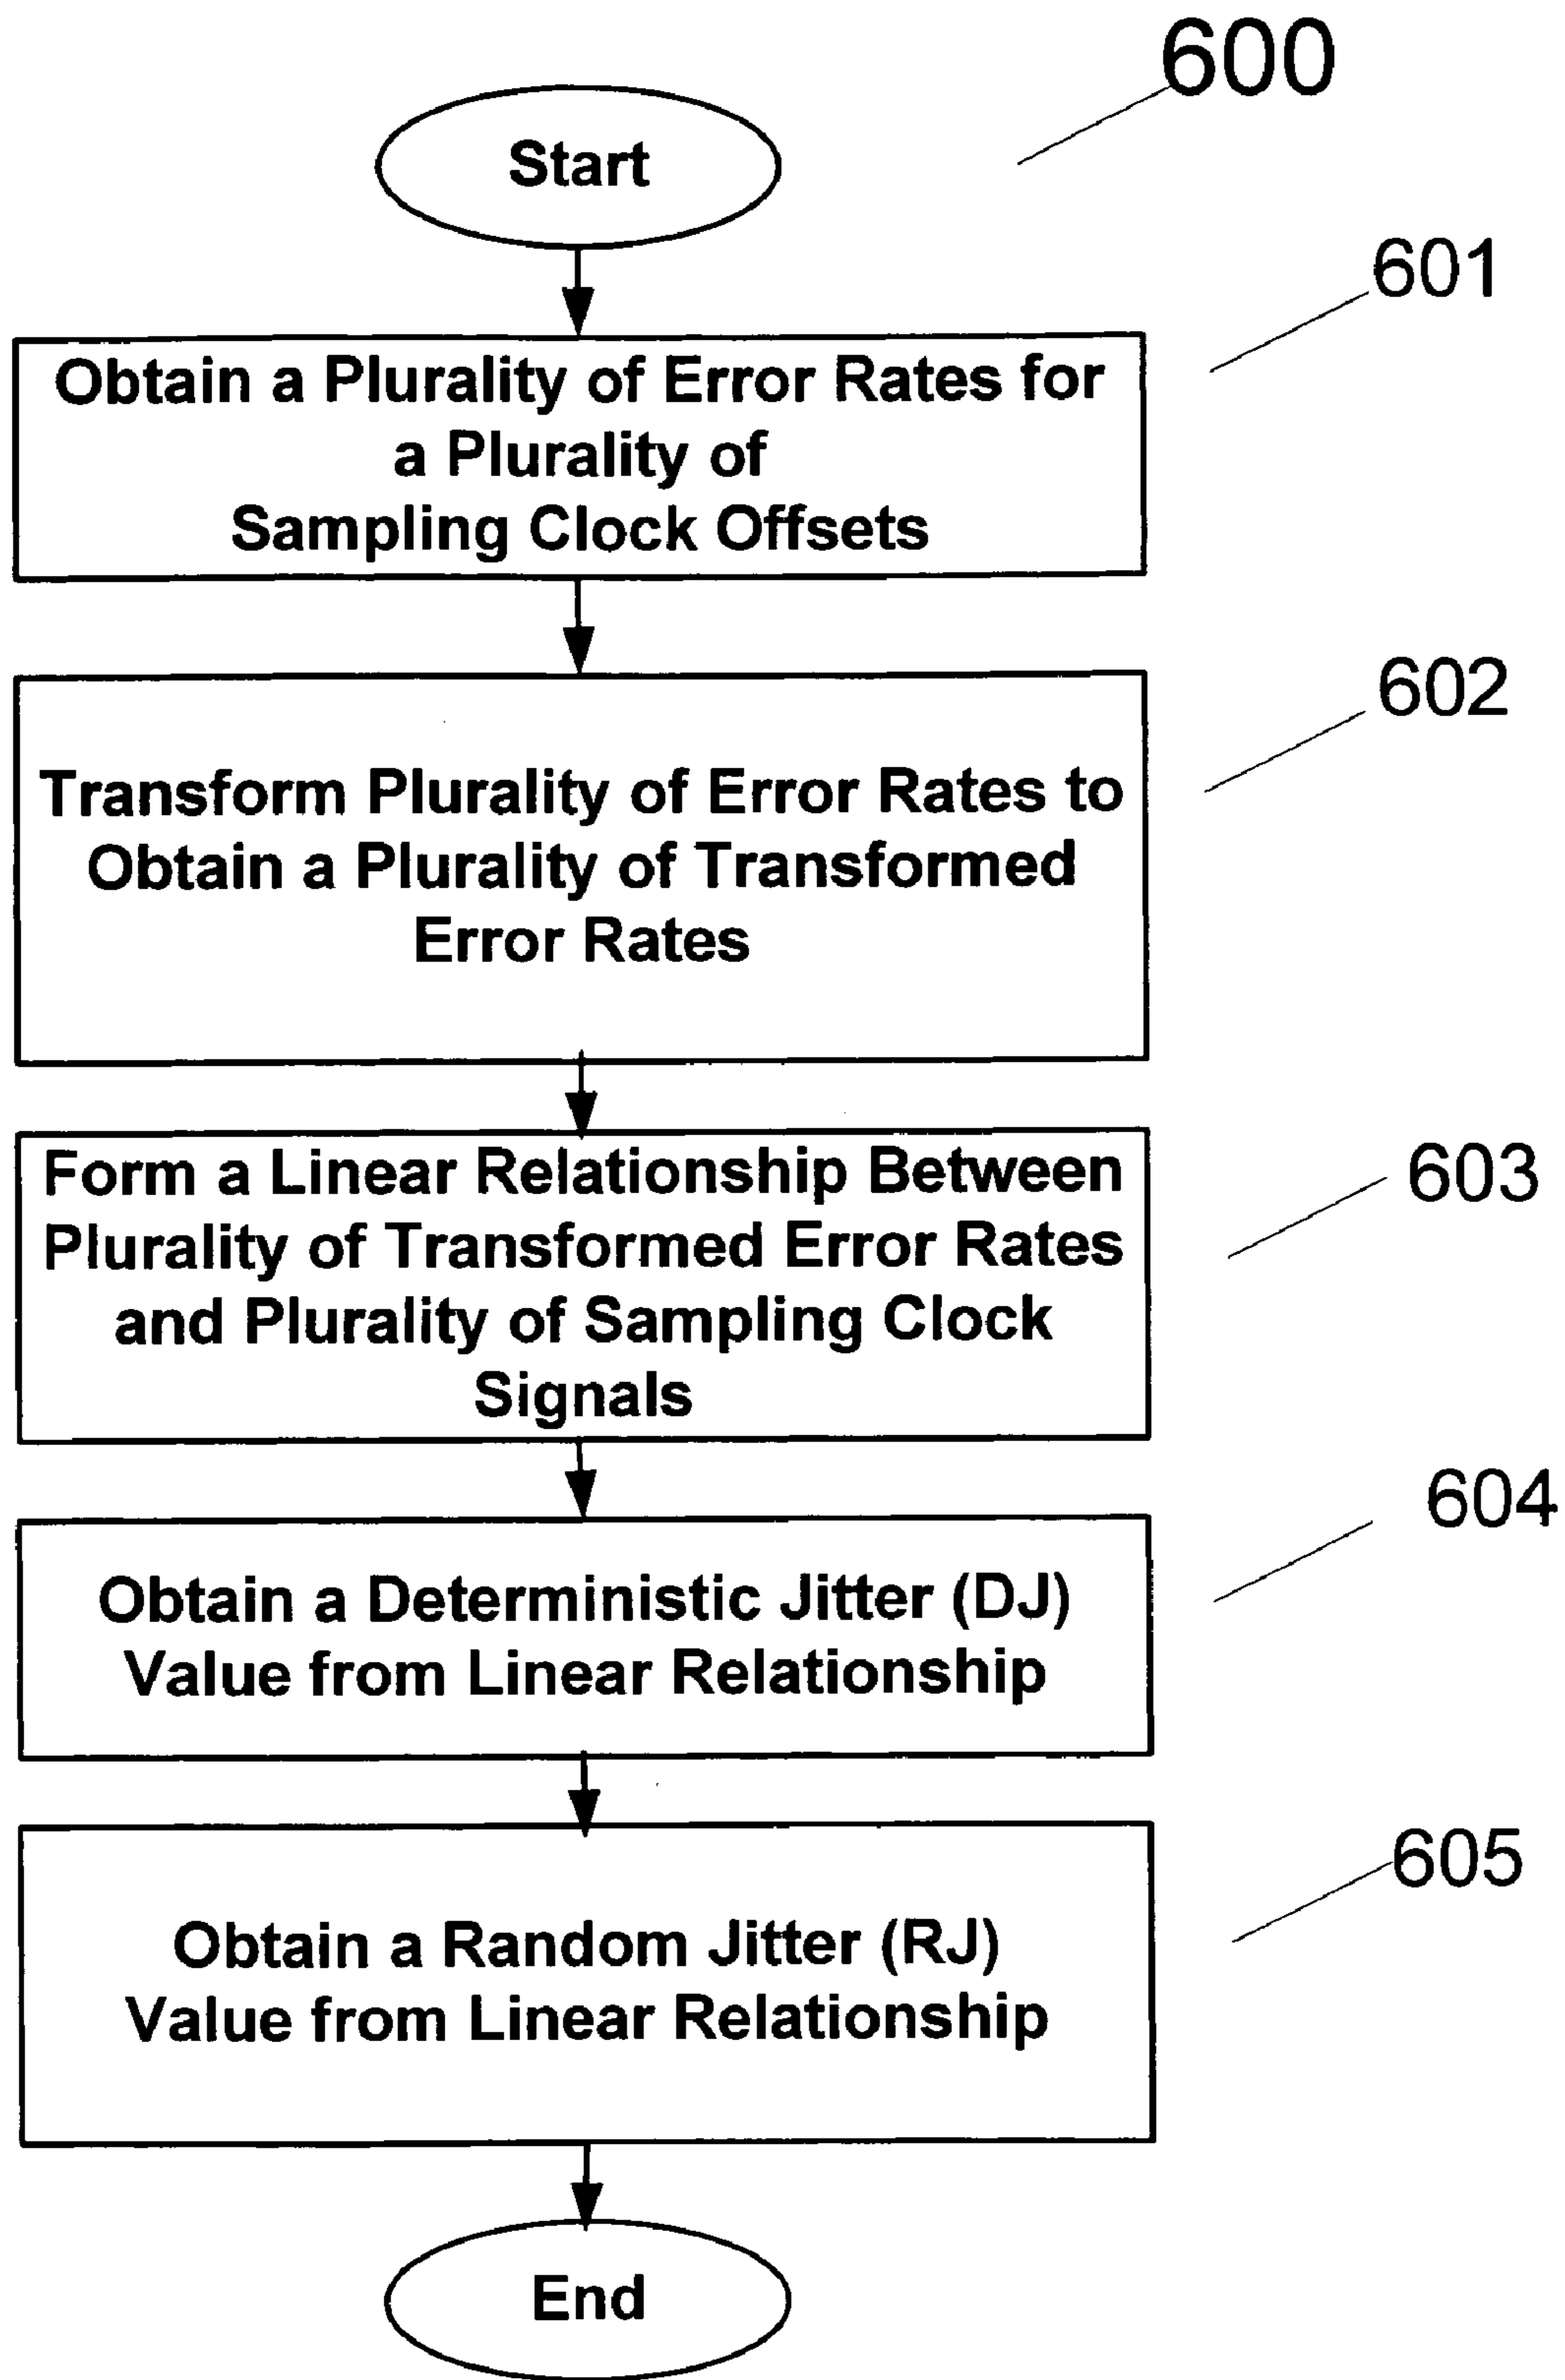 600
Start
601
Obtain a Plurality of Error Rates for
a Plurality of
Sampling Clock Offsets
602
Transform Plurality of Error Rates to
Obtain a Plurality of Transformed
Error Rates
603
Form a Linear Relationship Between
Plurality of Transformed Error Rates
and Plurality of Sampling Clock
Signals
604
Obtain a Deterministic Jitter (DJ)
Value from Linear Relationship
605
Obtain a Random Jitter (RJ)
Value from Linear Relationship
End